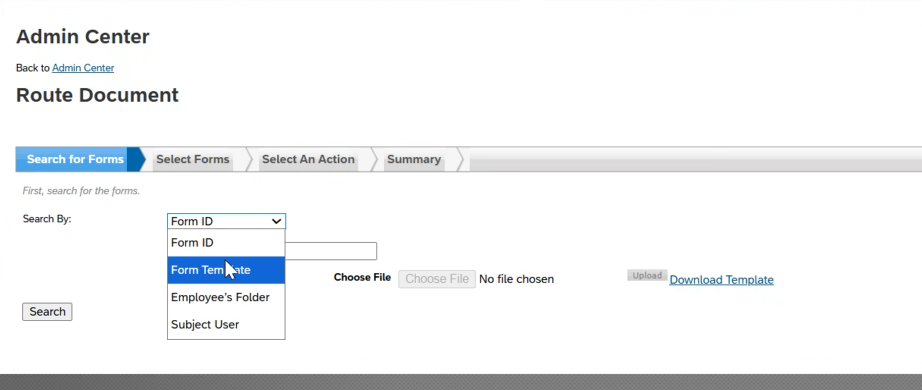 Admin Center
Back to Admin Center
Route Document
Search for Forms Select Forms Select An Action Summary
First, search for the forms.
Search By: Form ID
Form ID
Form Template
Choose File Choose File No file chosen Upload Download Template
Employee's Folder
Search
Subject User